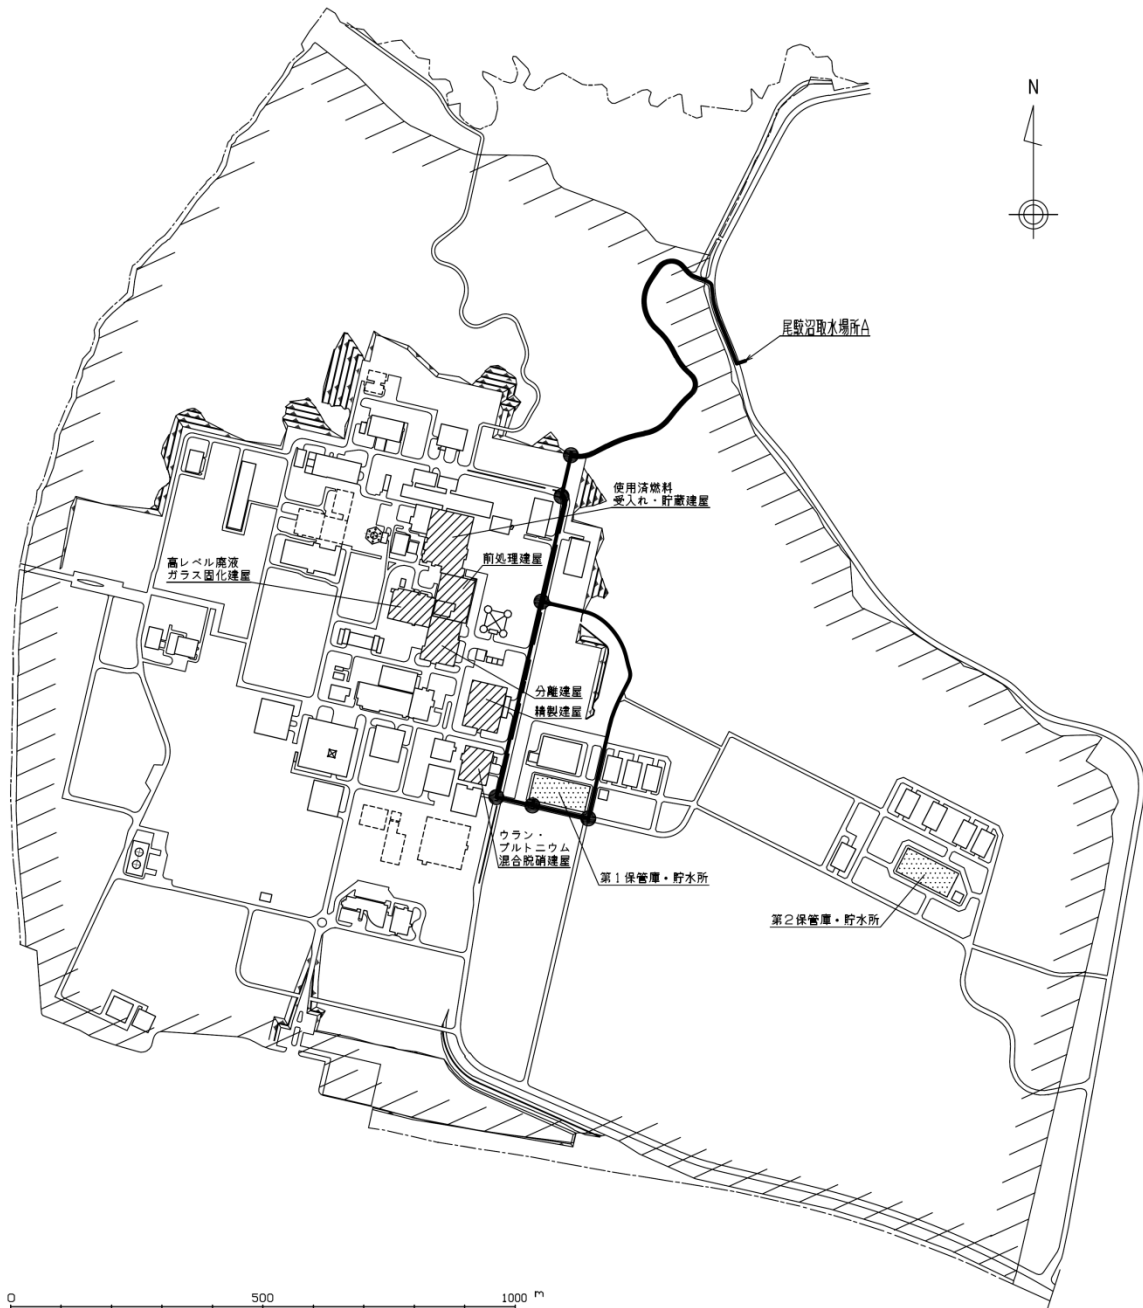 N
尾駮沼取水場所A
使用済燃料
受入れ・貯蔵建屋
前処理建屋
高レベル廃液
ガラス固化建屋
分離建屋
精製建屋
ウラン・
プルトニウム
混合脱硝建屋
第1保管庫・貯水所
第2保管庫・貯水所
0 500 1000 m